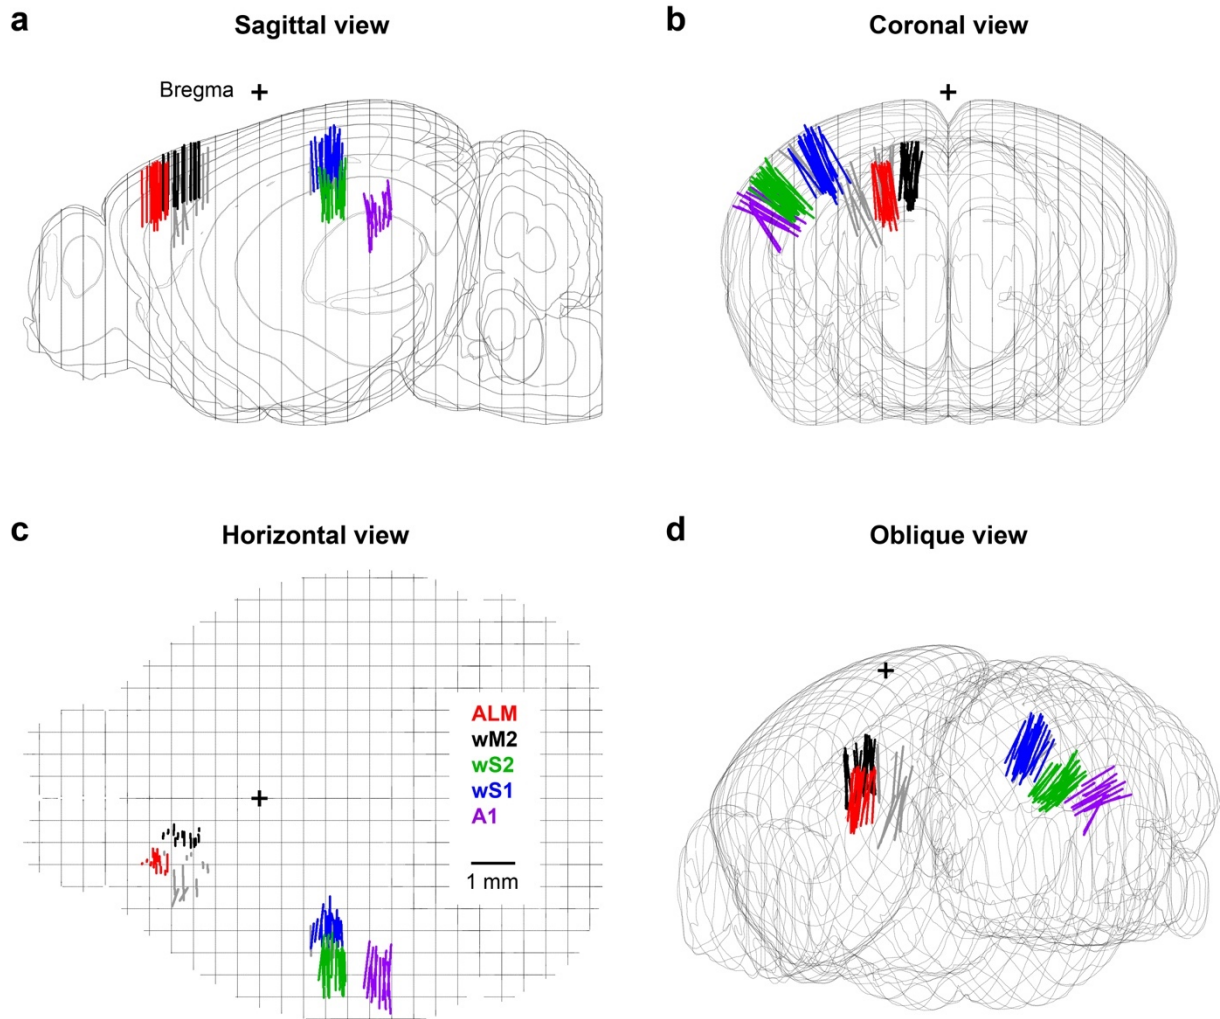 a
Sagittal view
b
Coronal view
Bregma
c
Horizontal view
d
Oblique view
ALM
wM2
wS2
wS1
A1
1 mm